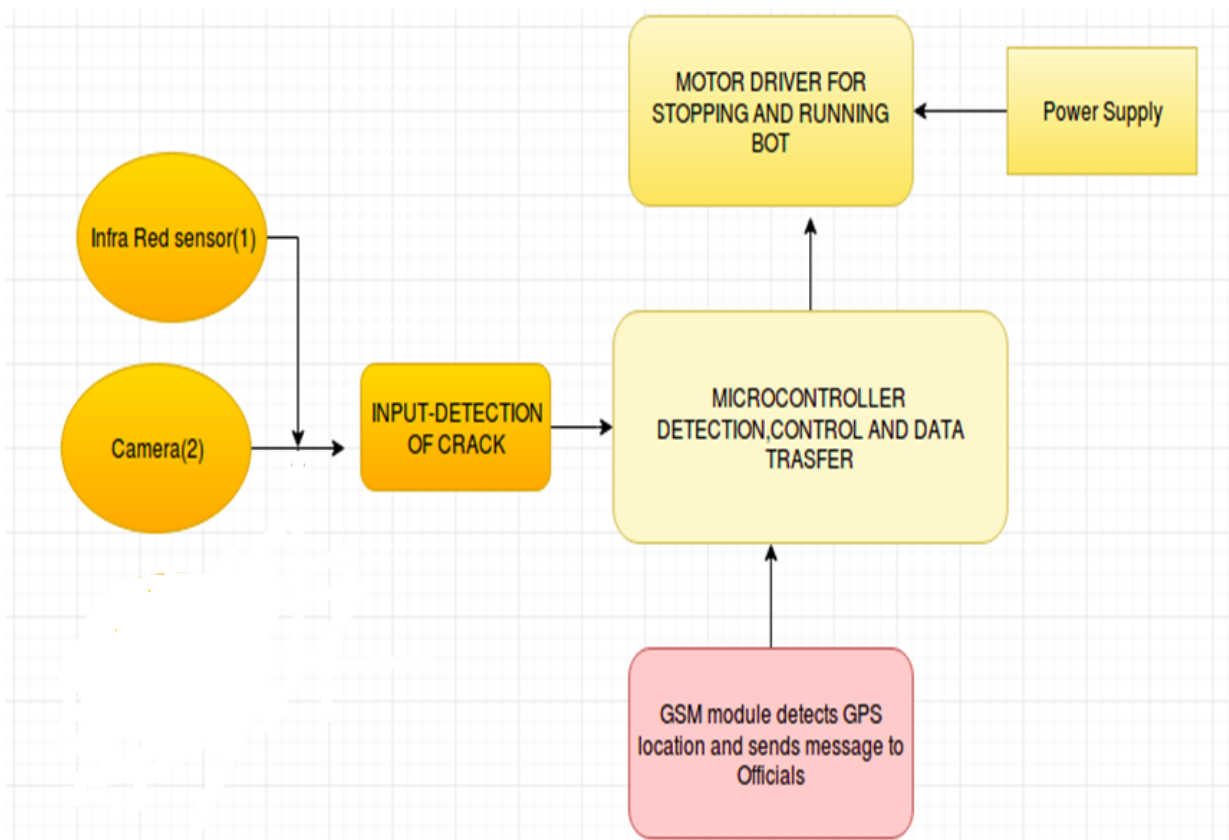 MOTOR DRIVER FOR
STOPPING AND RUNNING
BOT
Power Supply
Infra Red sensor(1)
Camera(2)
INPUT-DETECTION
OF CRACK
MICROCONTROLLER
DETECTION,CONTROL AND DATA
TRASFER
GSM module detects GPS
location and sends message to
Officials